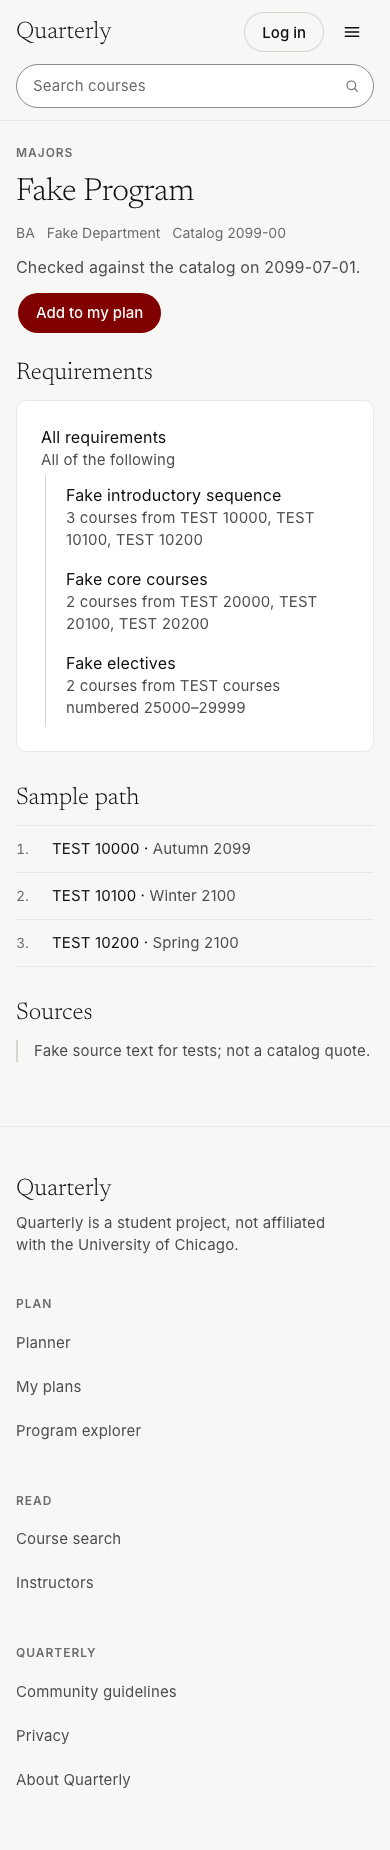 Quarterly
Log in
Search courses
MAJORS
Fake Program
BA Fake Department Catalog 2099-00
Checked against the catalog on 2099-07-01.
Add to my plan
Requirements
All requirements
All of the following
Fake introductory sequence
3 courses from TEST 10000, TEST
10100, TEST 10200
Fake core courses
2 courses from TEST 20000, TEST
20100, TEST 20200
Fake electives
2 courses from TEST courses
numbered 25000–29999
Sample path
1. TEST 10000 · Autumn 2099
2. TEST 10100 · Winter 2100
3. TEST 10200 · Spring 2100
Sources
Fake source text for tests; not a catalog quote.
Quarterly
Quarterly is a student project, not affiliated
with the University of Chicago.
PLAN
Planner
My plans
Program explorer
READ
Course search
Instructors
QUARTERLY
Community guidelines
Privacy
About Quarterly